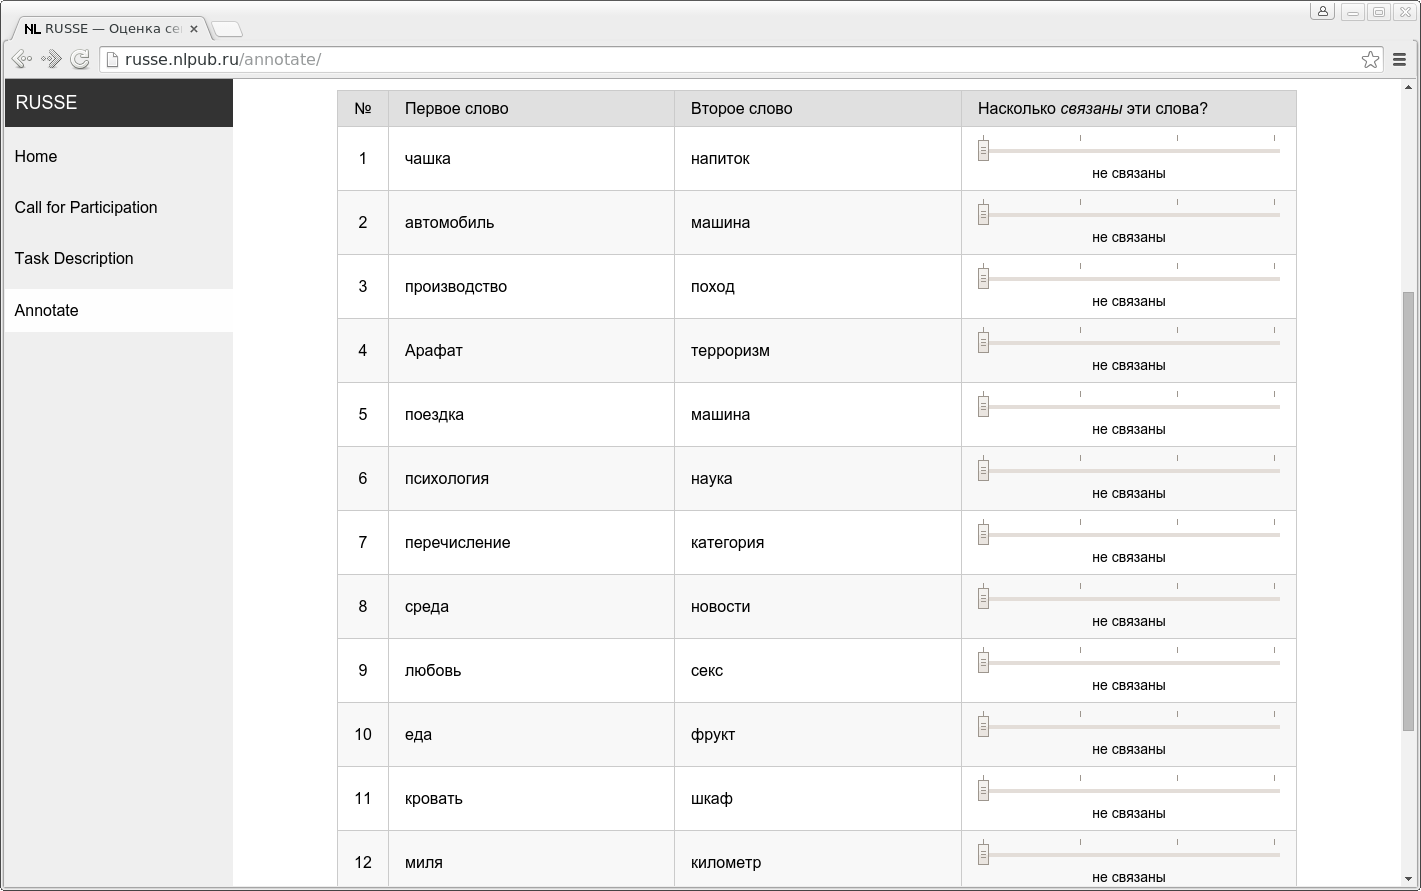 NL RUSSE — Оценка се
russe.nlpub.ru/annotate/
RUSSE
Home
Call for Participation
Task Description
Annotate
№ Первое слово Второе слово Насколько связаны эти слова?
1 чашка напиток не связаны
2 автомобиль машина не связаны
3 производство поход не связаны
4 Арафат терроризм не связаны
5 поездка машина не связаны
6 психология наука не связаны
7 перечисление категория не связаны
8 среда новости не связаны
9 любовь секс не связаны
10 еда фрукт не связаны
11 кровать шкаф не связаны
12 миля километр не связаны